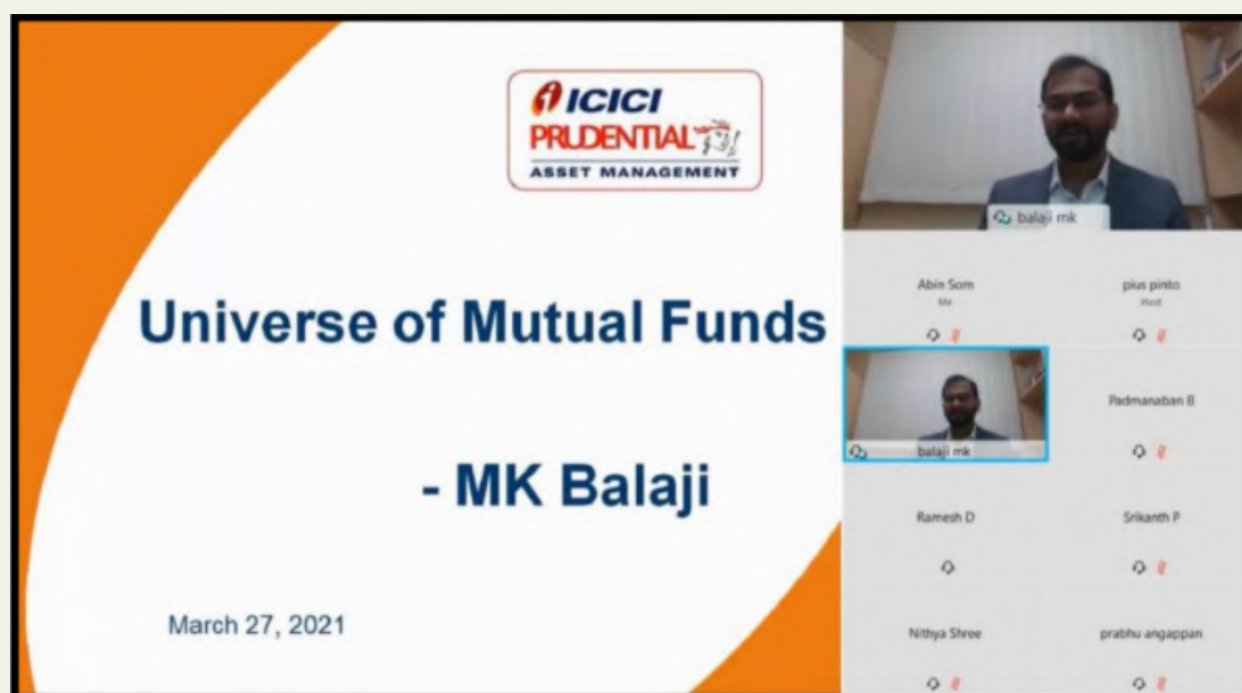 ICICI
PRUDENTIAL
ASSET MANAGEMENT
Universe of Mutual Funds
- MK Balaji
March 27, 2021
balaji mk
Abin Som
Me
pius pinto
Host
balaji mk
Padmanaban B
Ramesh D
Srikanth P
Nithya Shree
prabhu angappan